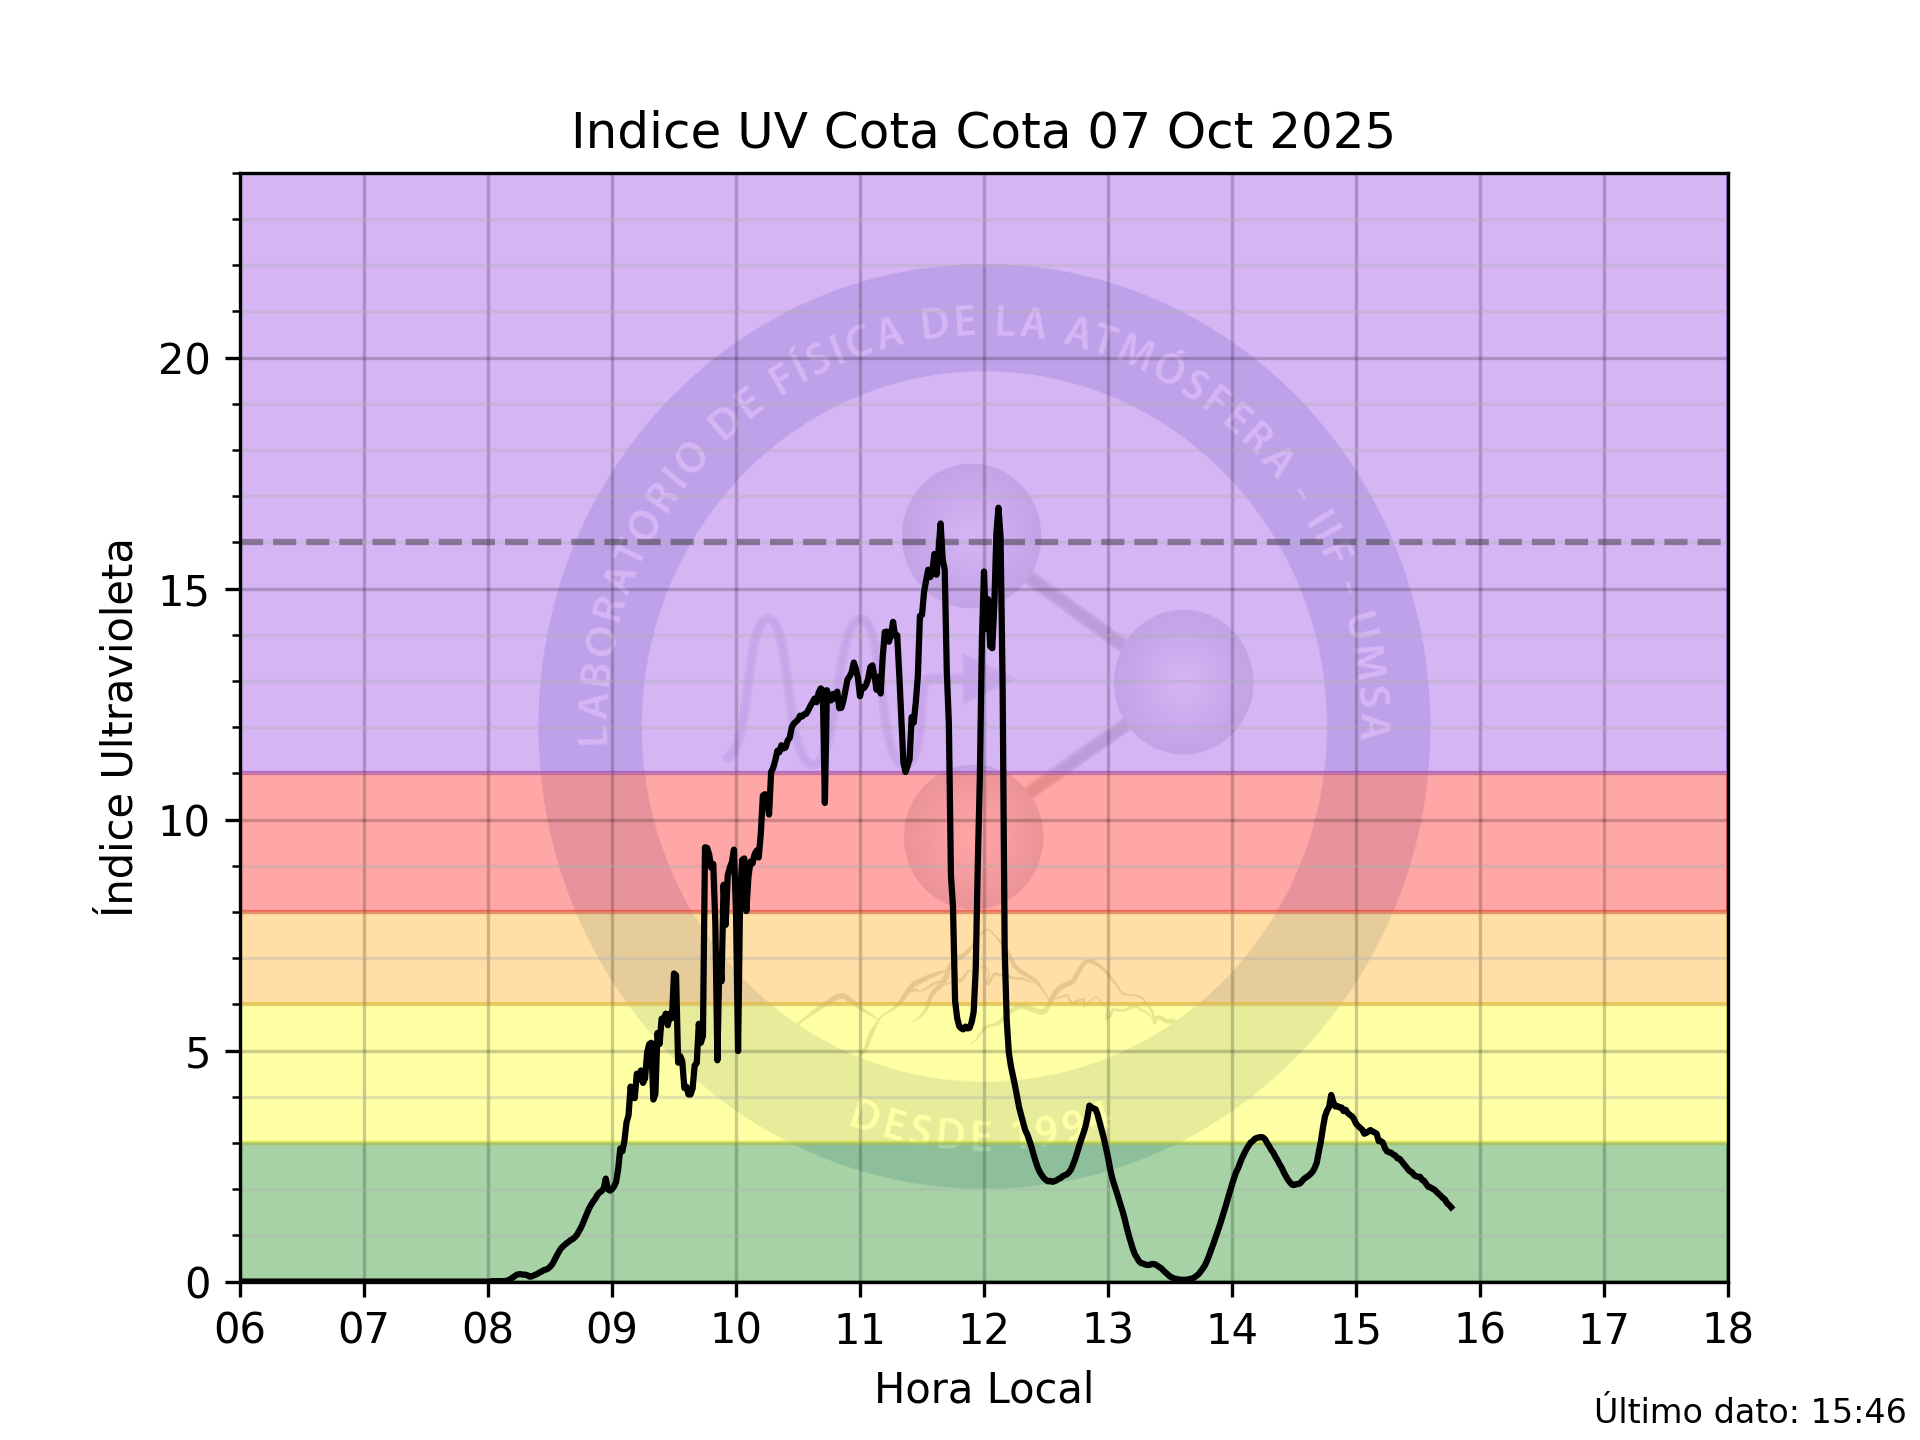 Indice UV Cota Cota 07 Oct 2025
Índice Ultravioleta
20
15
10
5
0
LABORATORIO DE FÍSICA DE LA ATMÓSFERA - IIF - UMSA
DESDE
06 07 08 09 10 11 12 13 14 15 16 17 18
Hora Local
Último dato: 15:46